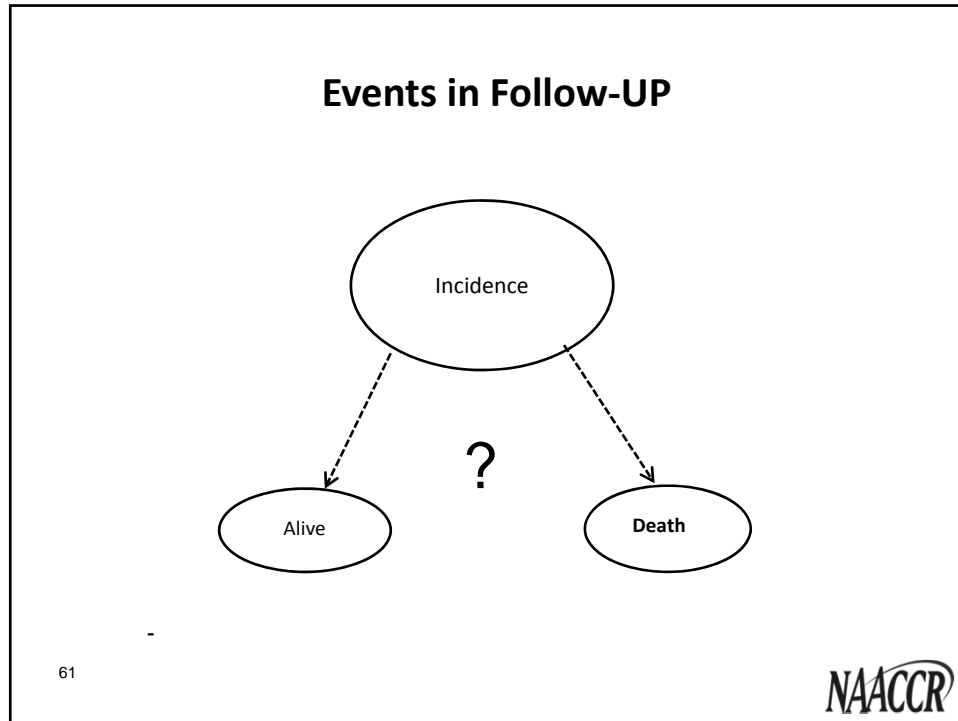 Events in Follow-UP
Incidence
?
Alive
Death
-
61
NAACCR